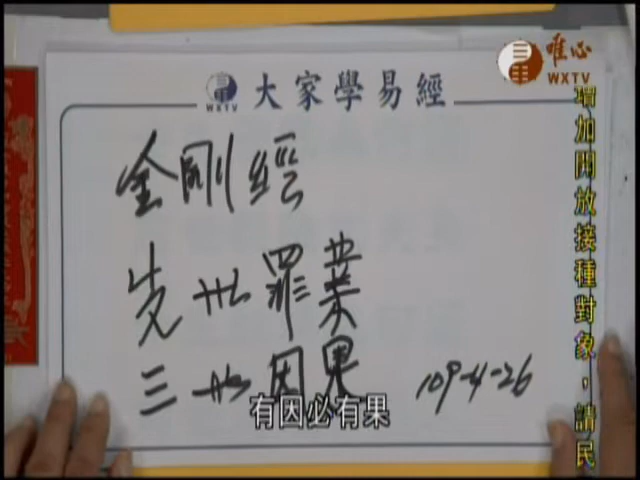 唯心
WXTV
WXTV
大家學易經
金剛經
先世罪業
三世因果
109-4-26
有因必有果
增加開放接種對象，請民